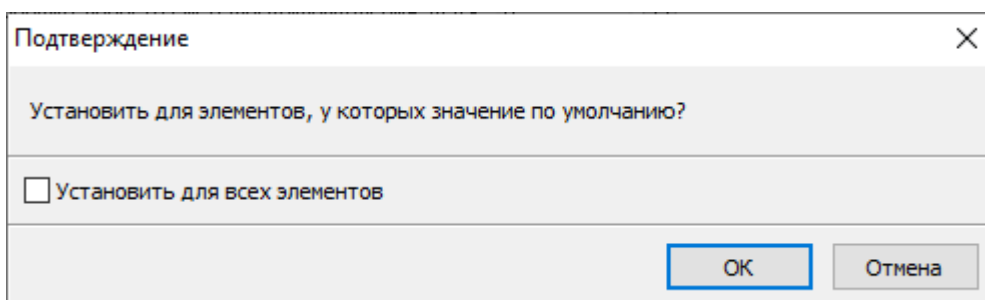 Подтверждение
Установить для элементов, у которых значение по умолчанию?
Установить для всех элементов
ОК
Отмена